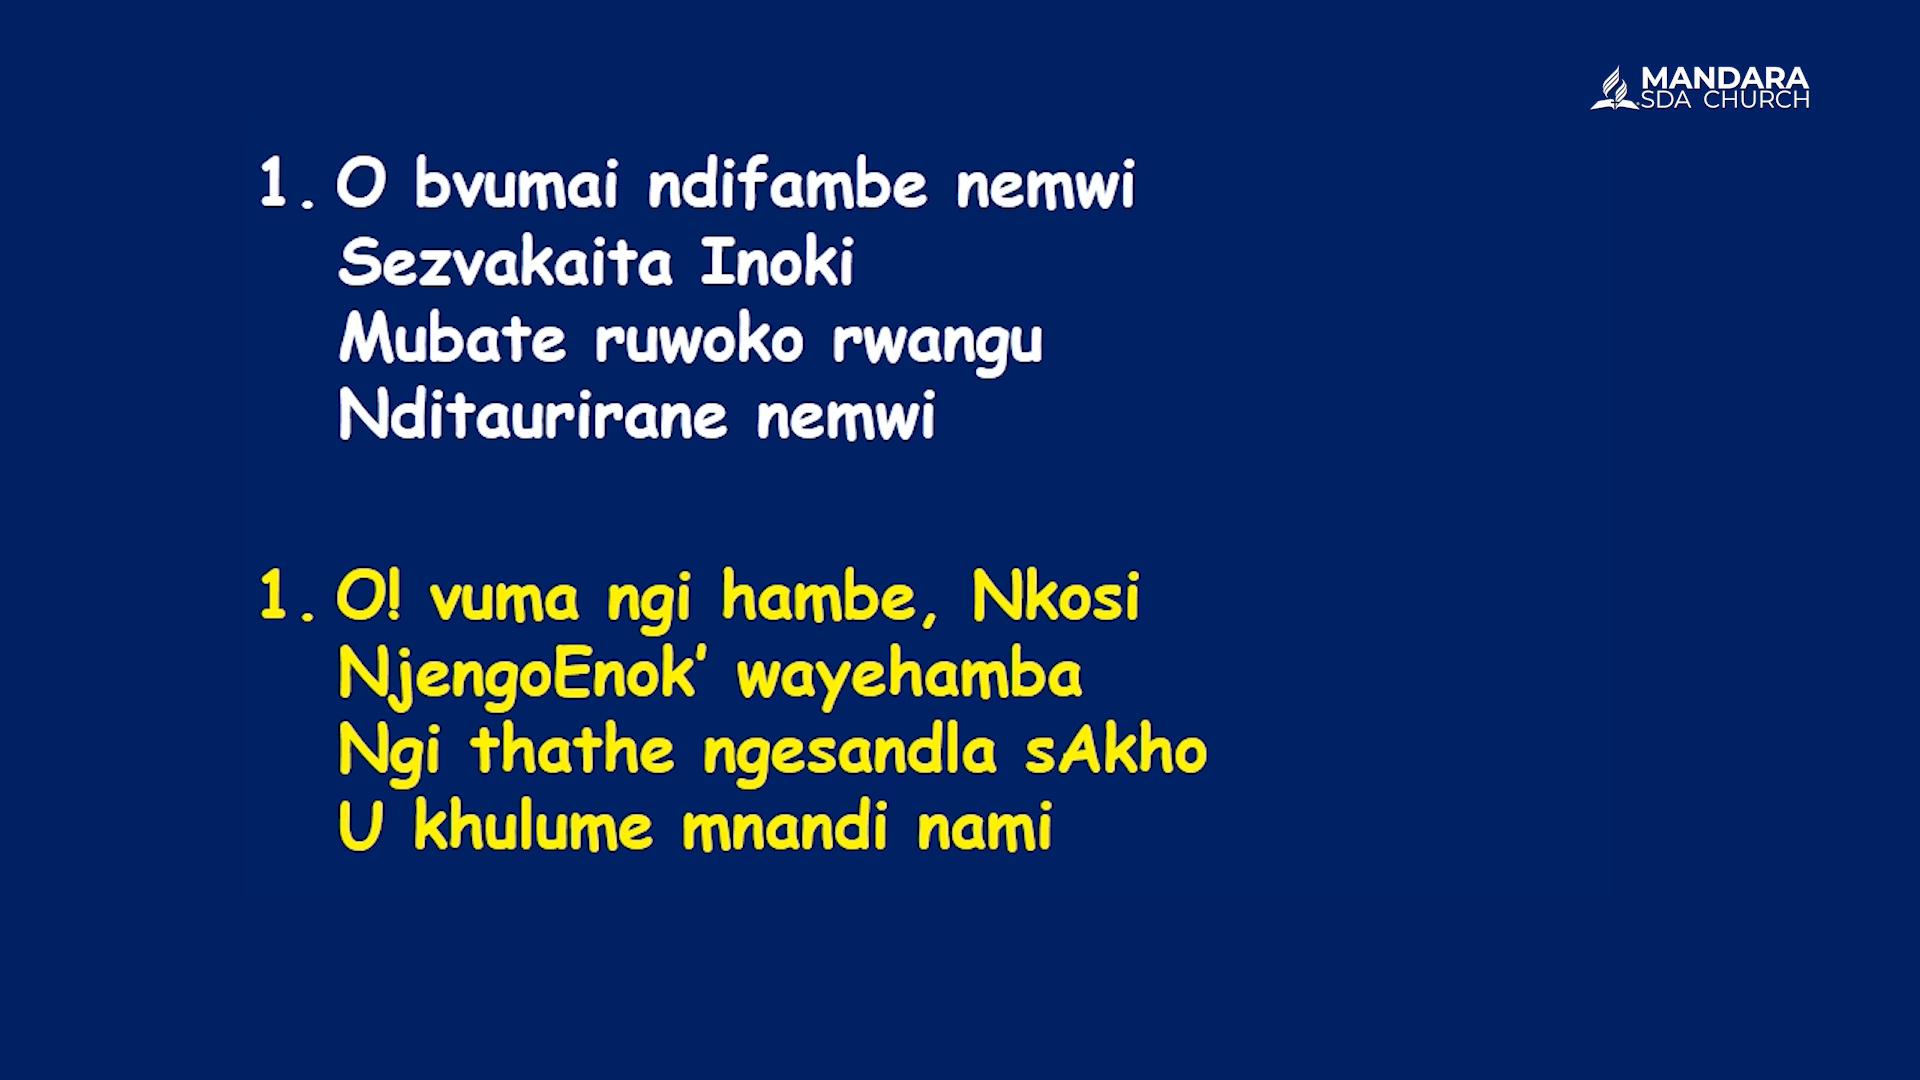 MANDARA
SDA CHURCH
1. O bvumai ndifambe nemwi
Sezvakaita Inoki
Mubate ruwoko rwangu
Nditaurirane nemwi
1. O! vuma ngi hambe, Nkosi
NjengoEnok' wayehamba
Ngi thathe ngesandla sAkho
U khulume mnandi nami